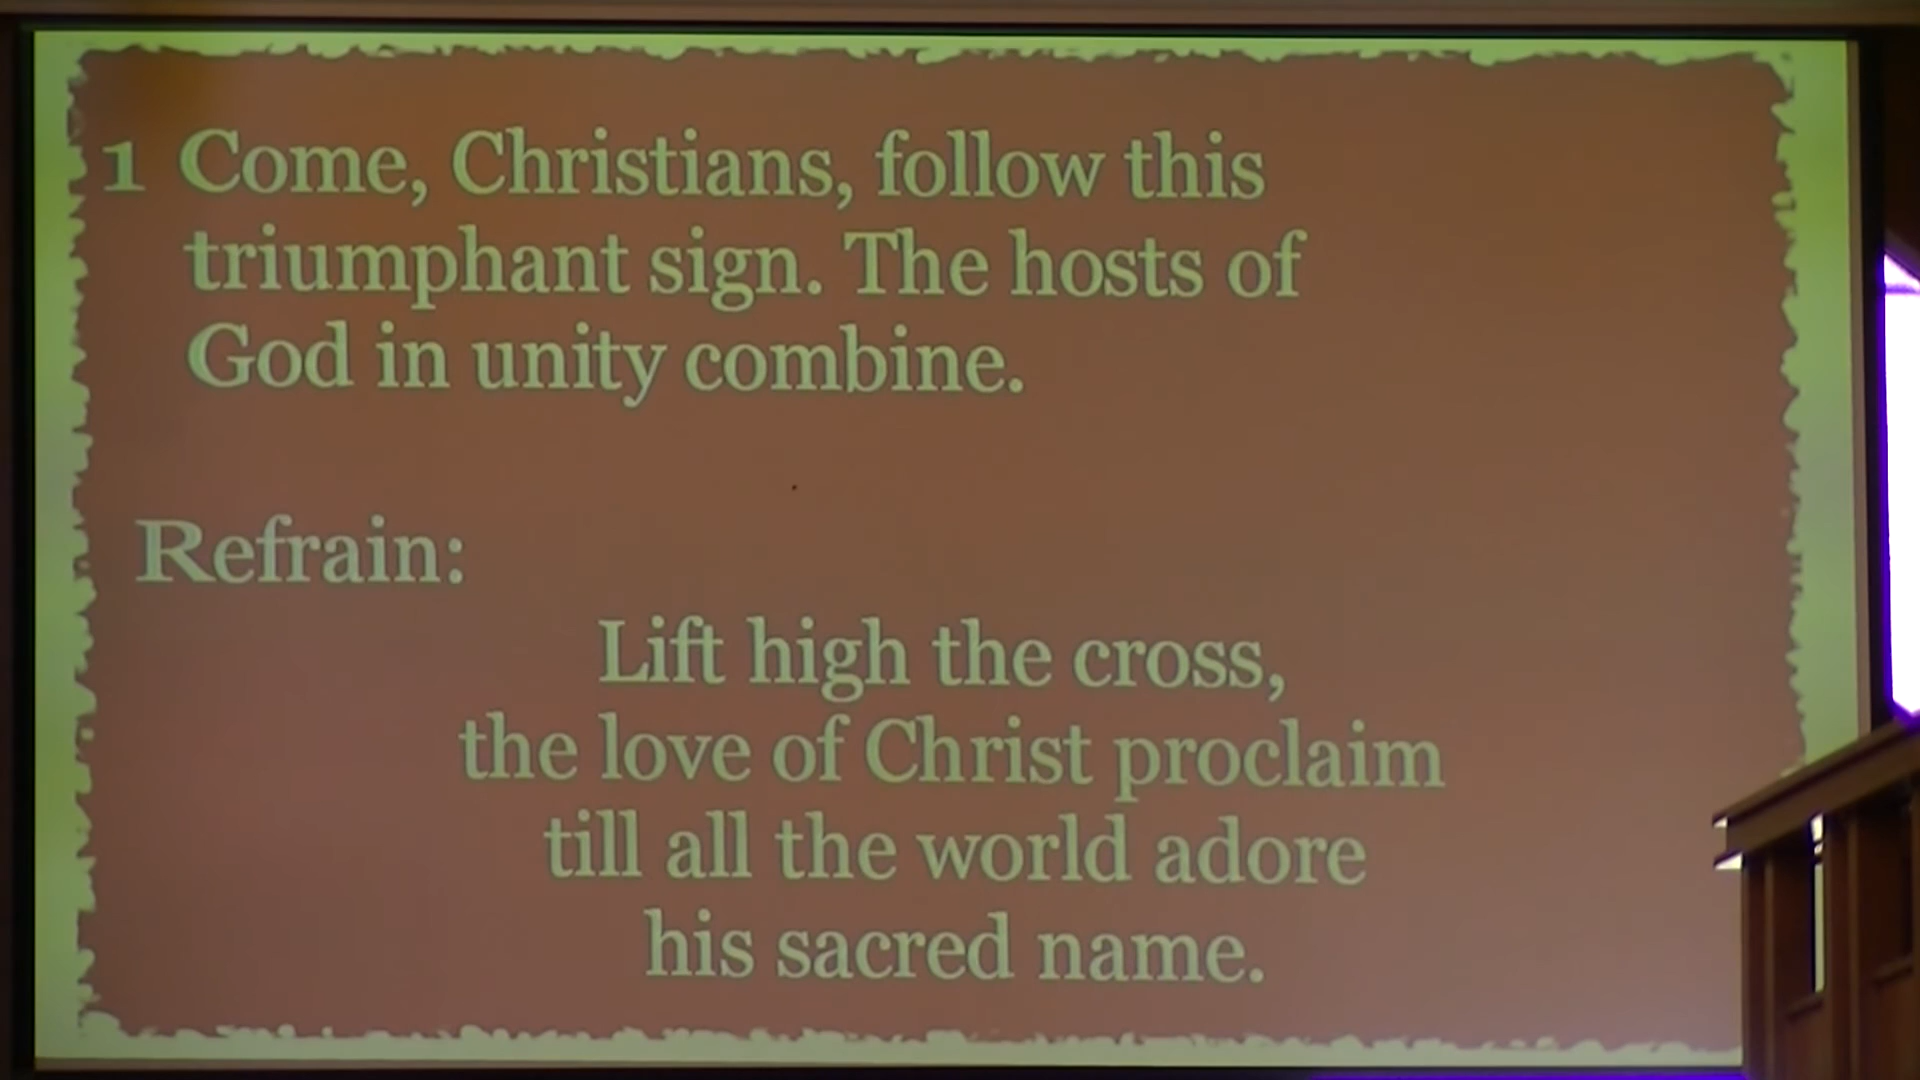 1 Come, Christians, follow this
triumphant sign. The hosts of
God in unity combine.
Refrain:
Lift high the cross,
the love of Christ proclaim
till all the world adore
his sacred name.